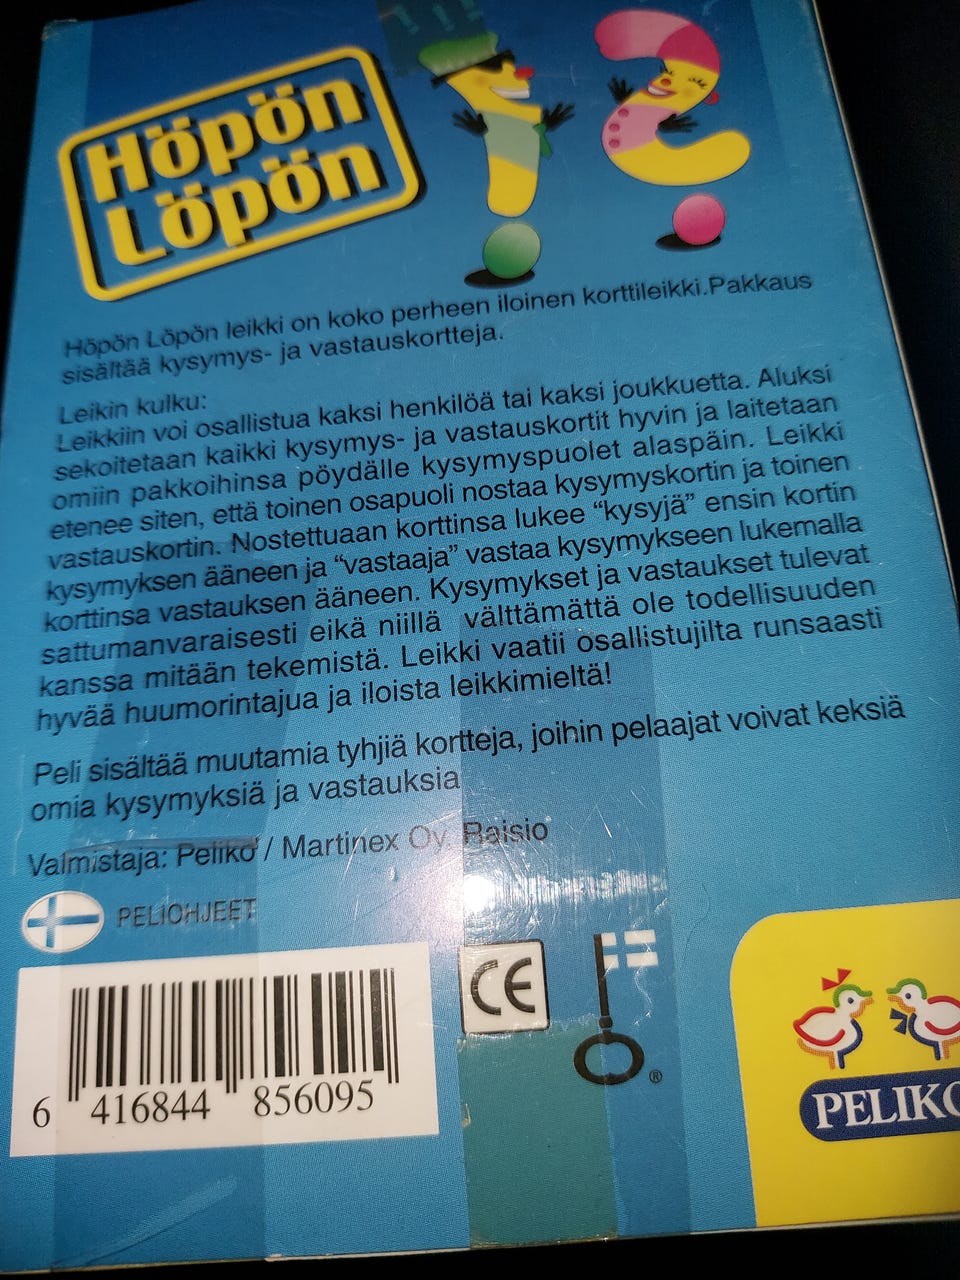 Höpön
Löpön
Höpön Löpön leikki on koko perheen iloinen korttileikki.Pakkaus
sisältää kysymys- ja vastauskortteja.
Leikin kulku:
Leikkiin voi osallistua kaksi henkilöä tai kaksi joukkuetta. Aluksi
sekoitetaan kaikki kysymys- ja vastauskortit hyvin ja laitetaan
omiin pakkoihinsa pöydälle kysymyspuolet alaspäin. Leikki
etenee siten, että toinen osapuoli nostaa kysymyskortin ja toinen
vastauskortin. Nostettuaan korttinsa lukee “kysyjä” ensin kortin
kysymyksen ääneen ja “vastaaja” vastaa kysymykseen lukemalla
korttinsa vastauksen ääneen. Kysymykset ja vastaukset tulevat
sattumanvaraisesti eikä niillä välttämättä ole todellisuuden
kanssa mitään tekemistä. Leikki vaatii osallistujilta runsaasti
hyvää huumorintajua ja iloista leikkimieltä!
Peli sisältää muutamia tyhjiä kortteja, joihin pelaajat voivat keksiä
omia kysymyksiä ja vastauksia
Valmistaja: Peliko / Martinex Oy, Raisio
PELIOHJEET
CE
®
6 416844 856095
PELIKO